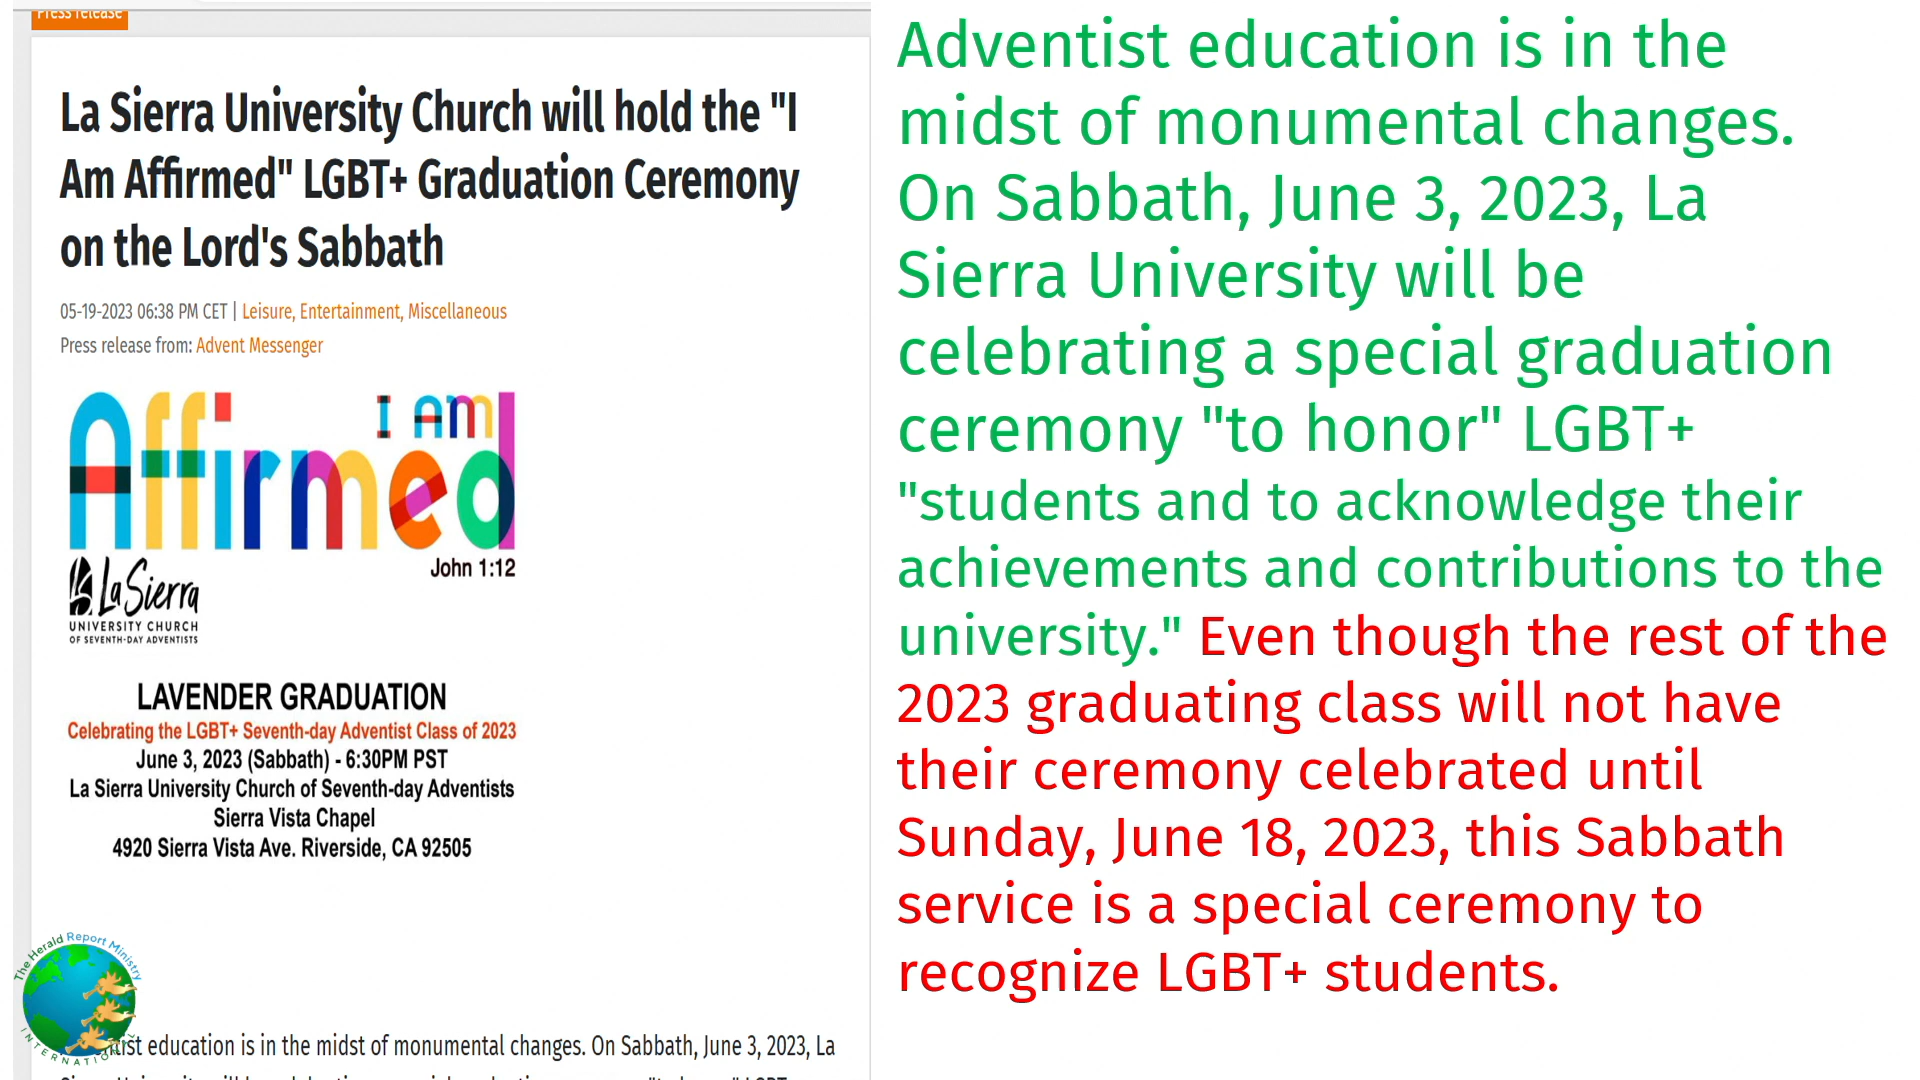 Press release
La Sierra University Church will hold the "I
Am Affirmed" LGBT+ Graduation Ceremony
on the Lord's Sabbath
05-19-2023 06:38 PM CET | Leisure, Entertainment, Miscellaneous
Press release from: Advent Messenger
I AM
Affirmed
John 1:12
La Sierra
UNIVERSITY CHURCH
OF SEVENTH-DAY ADVENTISTS
LAVENDER GRADUATION
Celebrating the LGBT+ Seventh-day Adventist Class of 2023
June 3, 2023 (Sabbath) - 6:30PM PST
La Sierra University Church of Seventh-day Adventists
Sierra Vista Chapel
4920 Sierra Vista Ave. Riverside, CA 92505
The Herald Report Ministry
INTERNATIONAL
education is in the midst of monumental changes. On Sabbath, June 3, 2023, La
Adventist education is in the
midst of monumental changes.
On Sabbath, June 3, 2023, La
Sierra University will be
celebrating a special graduation
ceremony "to honor" LGBT+
"students and to acknowledge their
achievements and contributions to the
university." Even though the rest of the
2023 graduating class will not have
their ceremony celebrated until
Sunday, June 18, 2023, this Sabbath
service is a special ceremony to
recognize LGBT+ students.